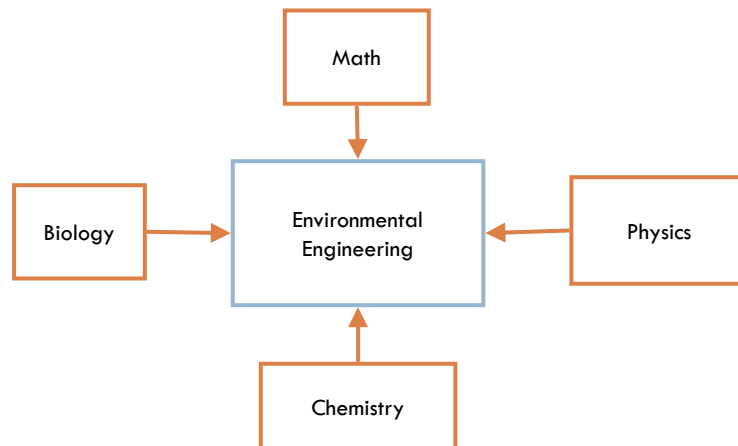 Math
Biology
Environmental
Engineering
Physics
Chemistry